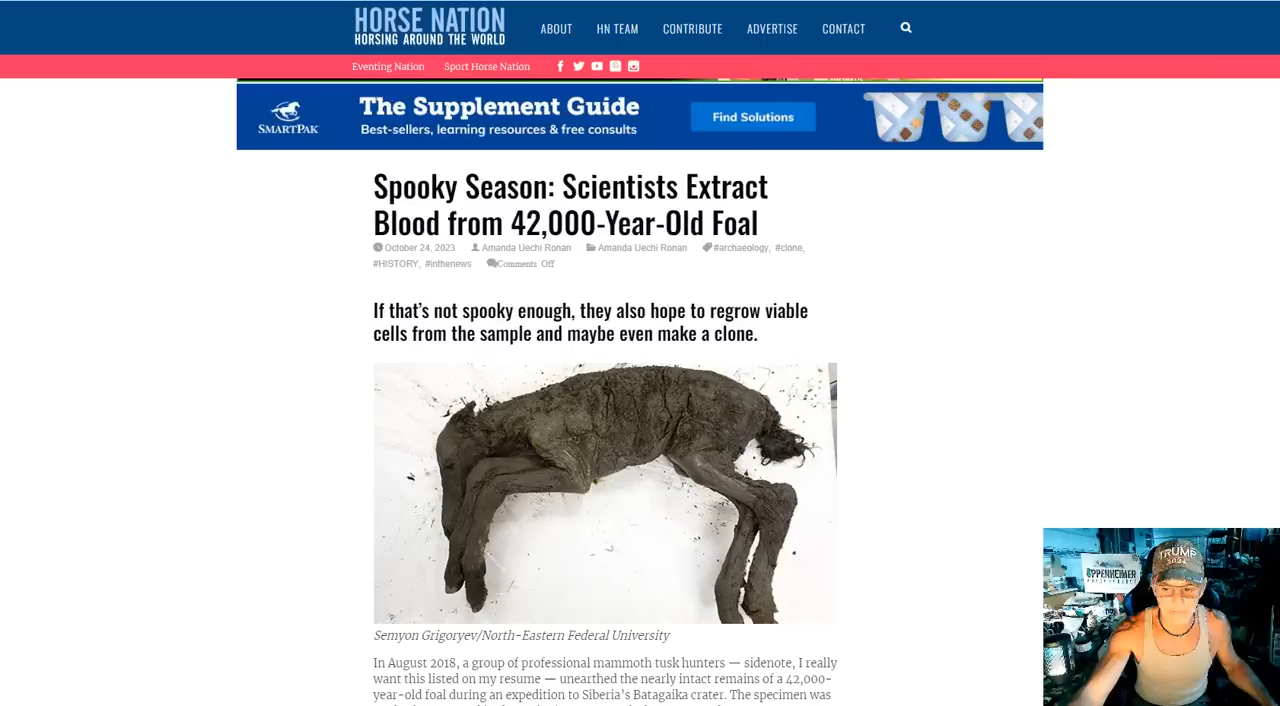 HORSE NATION
HORSING AROUND THE WORLD
ABOUT
HN TEAM
CONTRIBUTE
ADVERTISE
CONTACT
Eventing Nation
Sport Horse Nation
SMARTPAK
The Supplement Guide
Best-sellers, learning resources & free consults
Find Solutions
Spooky Season: Scientists Extract
Blood from 42,000-Year-Old Foal
October 24, 2023 Amanda Uechi Ronan Amanda Uechi Ronan #archaeology, #clone,
#HISTORY, #inthenews Comments Off
If that’s not spooky enough, they also hope to regrow viable
cells from the sample and maybe even make a clone.
Semyon Grigoryev/North-Eastern Federal University
In August 2018, a group of professional mammoth tusk hunters — sidenote, I really
want this listed on my resume — unearthed the nearly intact remains of a 42,000-
year-old foal during an expedition to Siberia’s Batagaika crater. The specimen was
TRUMP
OPPENHEIMER